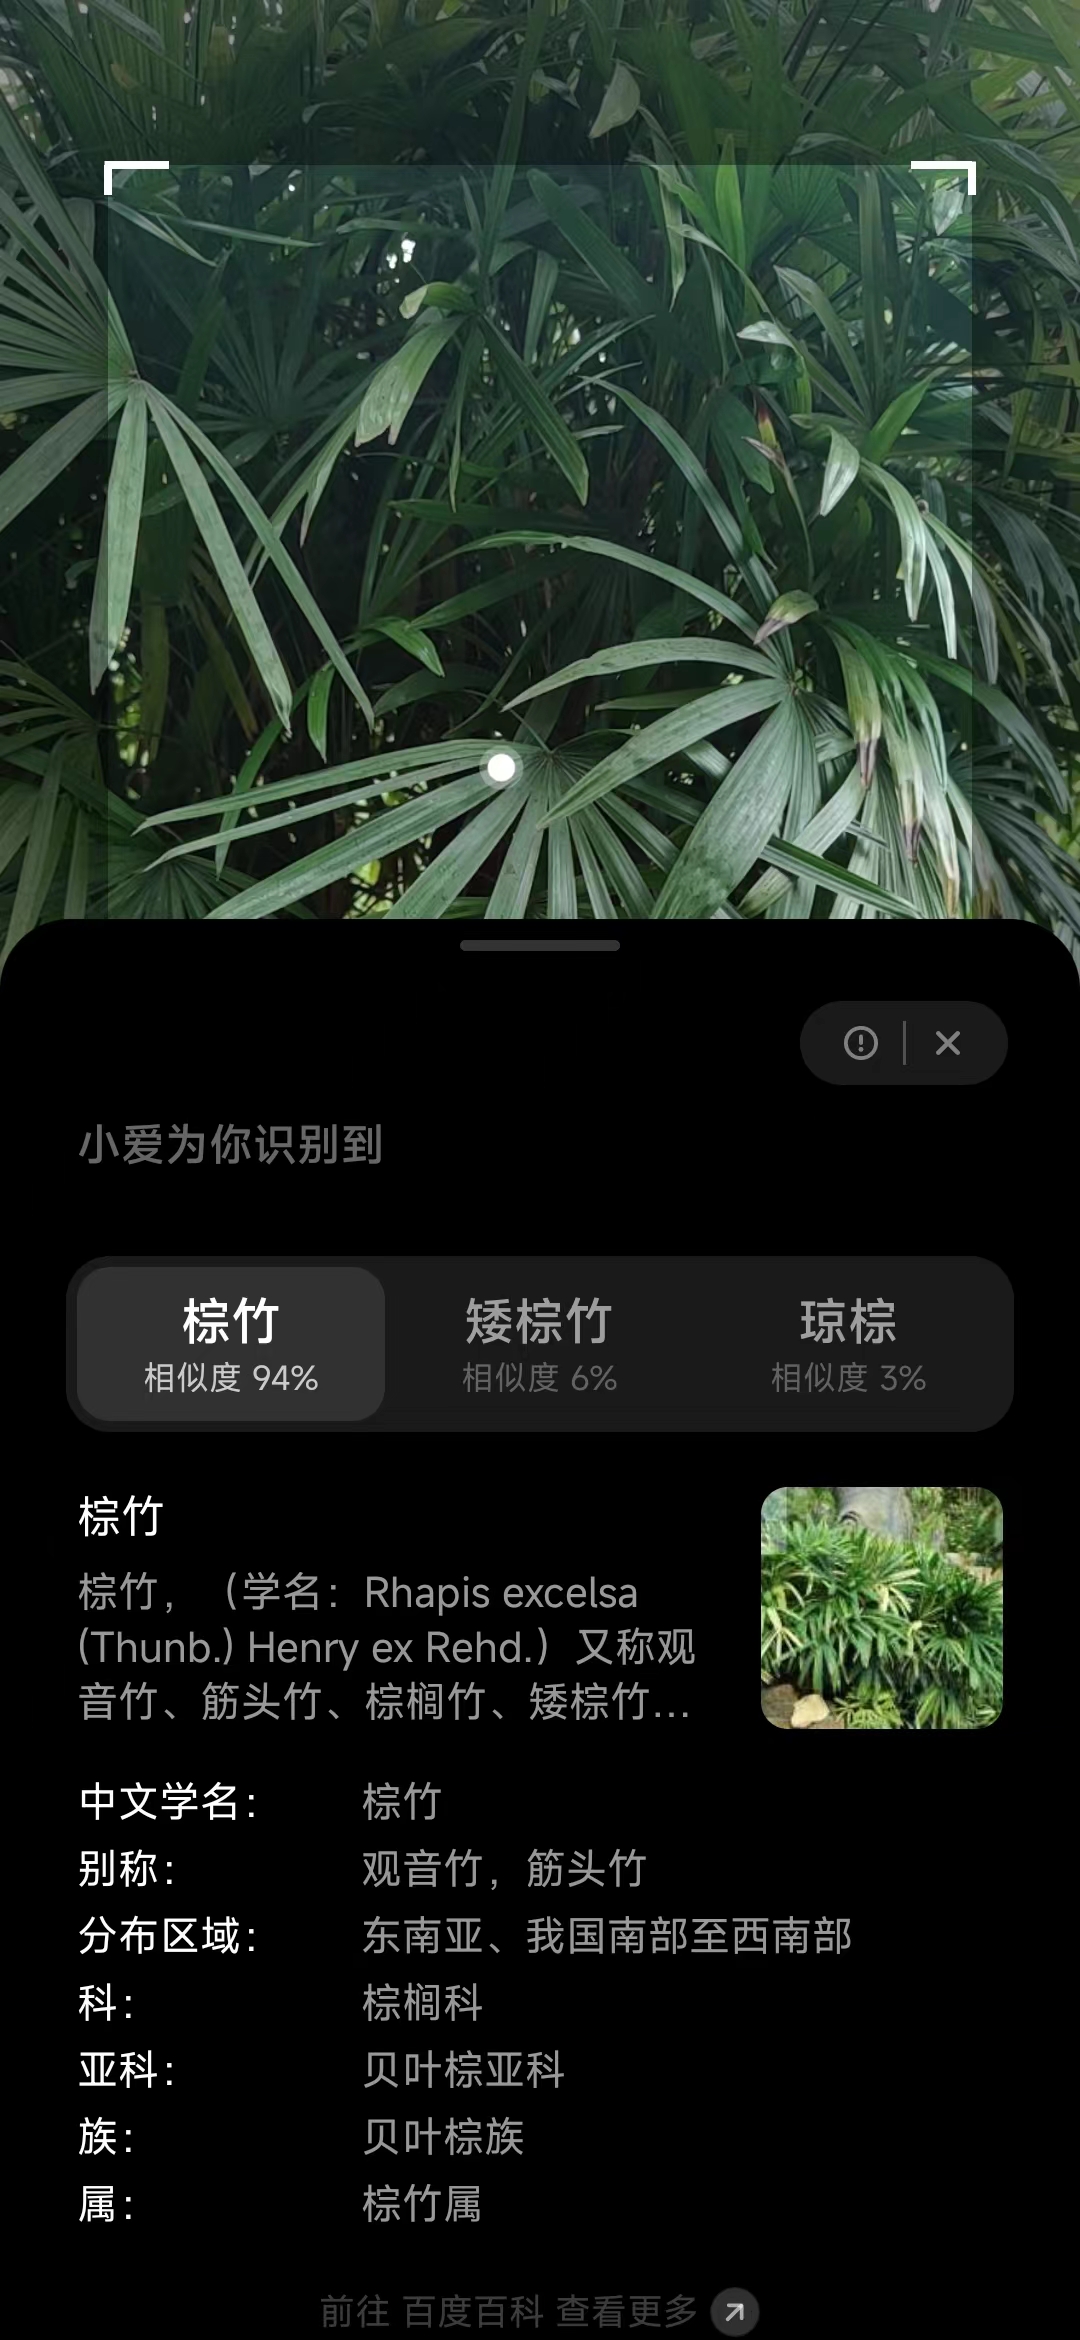 小爱为你识别到
棕竹
相似度 94%
矮棕竹
相似度 6%
琼棕
相似度 3%
棕竹
棕竹，（学名：Rhapis excelsa
(Thunb.) Henry ex Rehd.）又称观
音竹、筋头竹、棕榈竹、矮棕竹...
中文学名： 棕竹
别称： 观音竹，筋头竹
分布区域： 东南亚、我国南部至西南部
科： 棕榈科
亚科： 贝叶棕亚科
族： 贝叶棕族
属： 棕竹属
前往 百度百科 查看更多